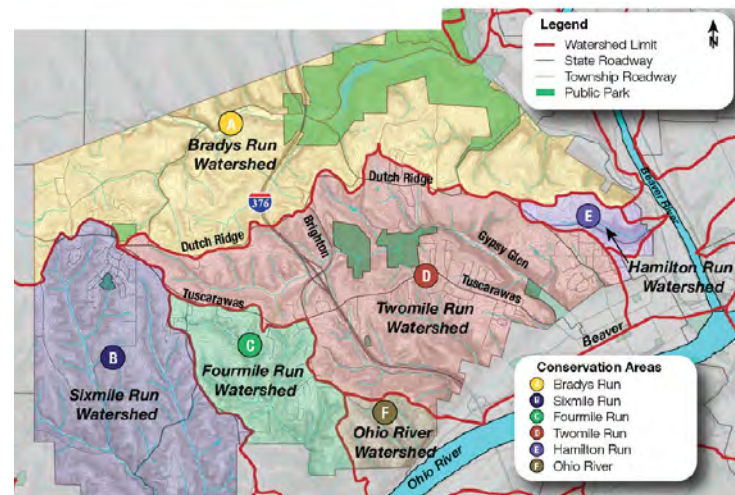 Legend
N
Watershed Limit
State Roadway
Township Roadway
Public Park
A
Bradys Run
Watershed
376
Dutch Ridge
Dutch Ridge
Brighton
Gypsy Glen
Beaver River
E
Hamilton Run
Watershed
Tuscarawas
D
Tuscarawas
Twomile Run
Watershed
Beaver
B
Sixmile Run
Watershed
C
Fourmile Run
Watershed
F
Ohio River
Watershed
Ohio River
Conservation Areas
A Bradys Run
B Sixmile Run
C Fourmile Run
D Twomile Run
E Hamilton Run
F Ohio River